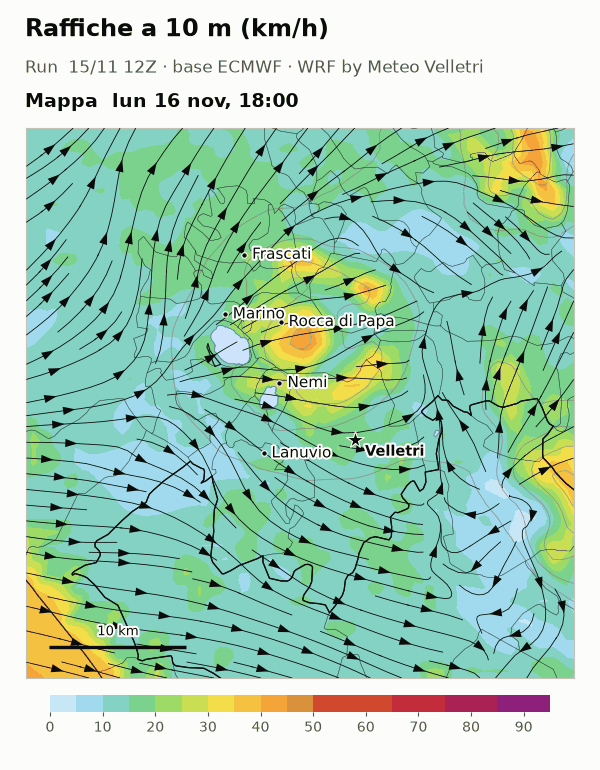 Raffiche a 10 m (km/h)
Run  15/11 12Z · base ECMWF · WRF by Meteo Velletri
Mappa  lun 16 nov, 18:00
Frascati
Marino
Rocca di Papa
Nemi
Velletri
Lanuvio
10 km
0 10 20 30 40 50 60 70 80 90